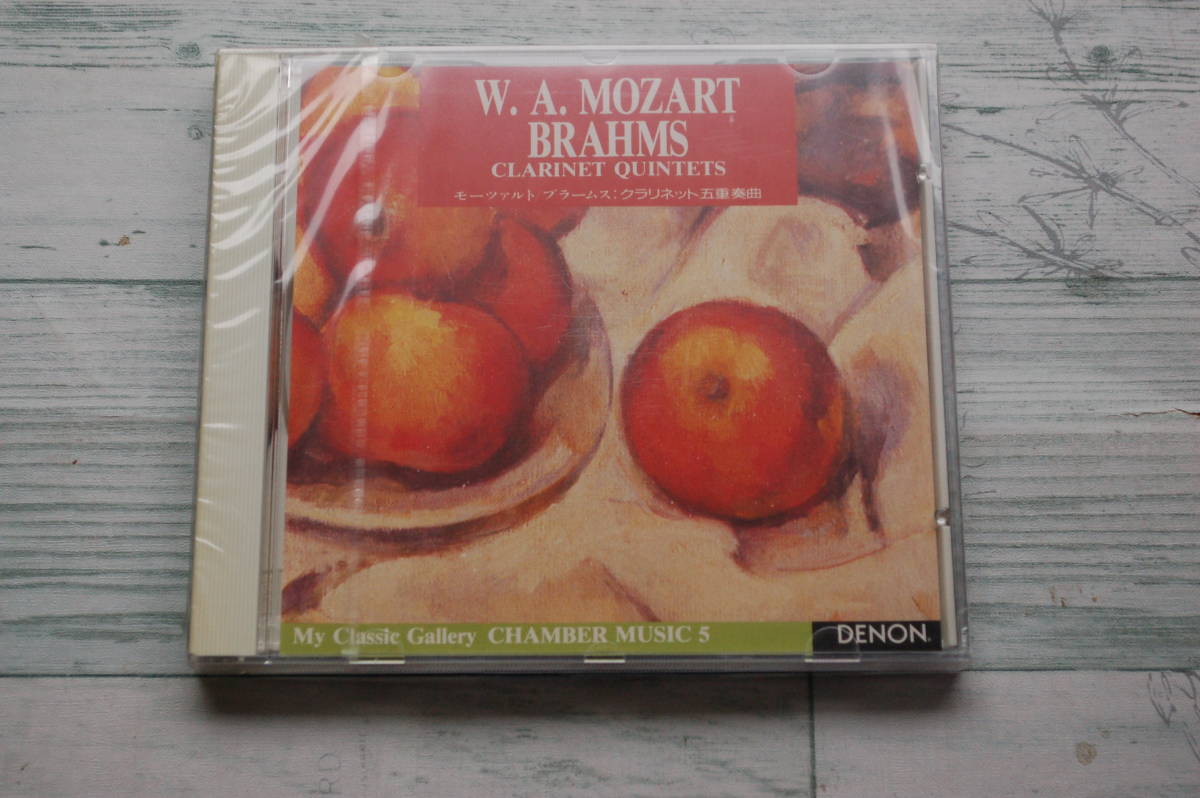 W. A. MOZART
BRAHMS
CLARINET QUINTETS
モーツァルト ブラームス:クラリネット五重奏曲
My Classic Gallery CHAMBER MUSIC 5
DENON